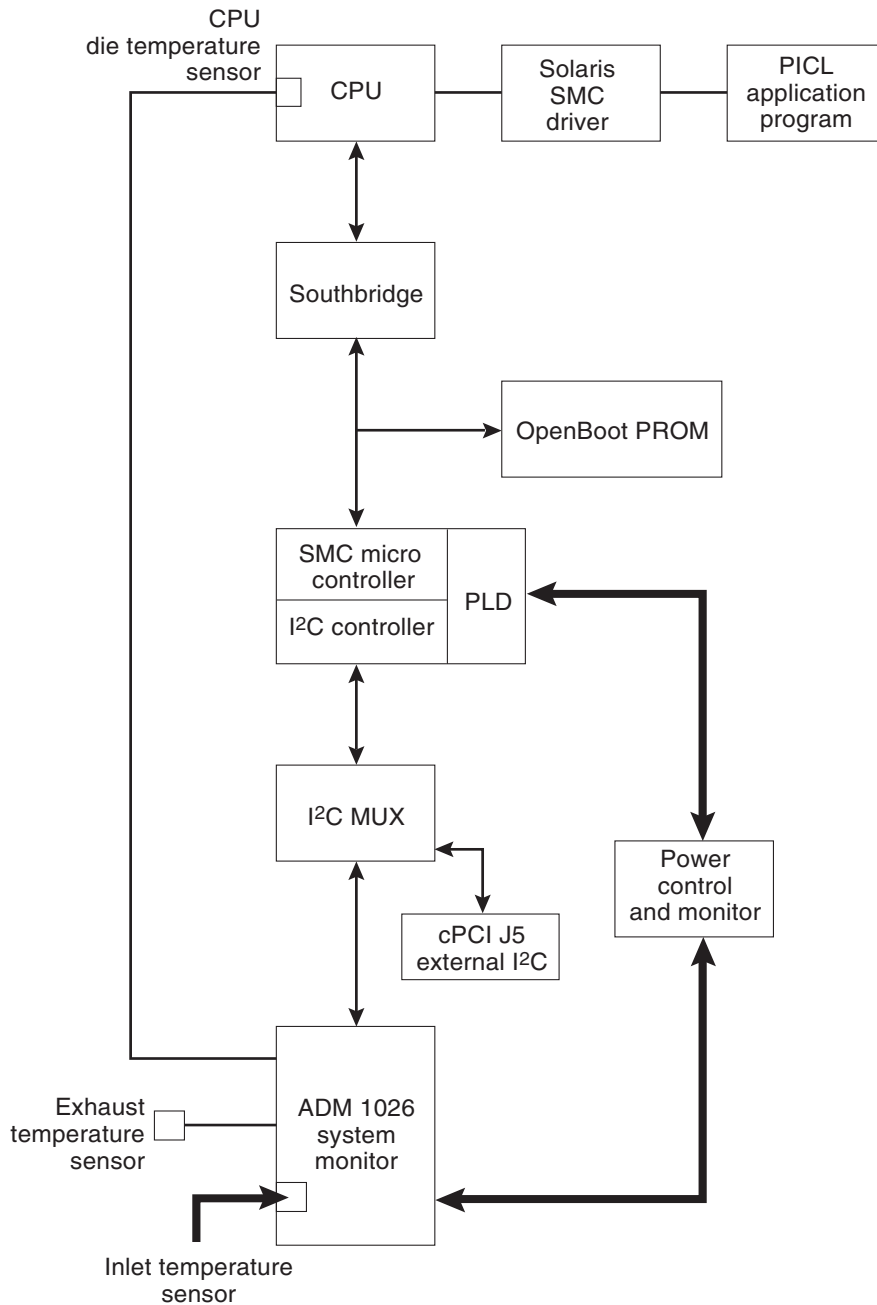 CPU
die temperature
sensor
CPU
Solaris
SMC
driver
PICL
application
program
Southbridge
OpenBoot PROM
SMC micro
controller
PLD
I²C controller
I²C MUX
Power
control
and monitor
cPCI J5
external I²C
Exhaust
temperature
sensor
ADM 1026
system
monitor
Inlet temperature
sensor